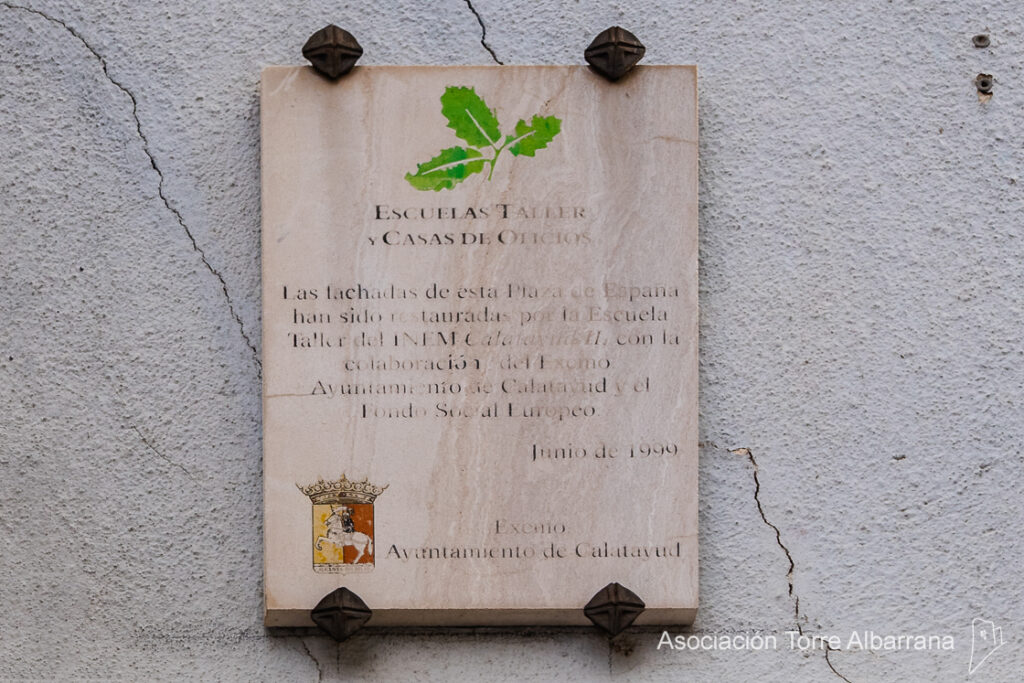 ESCUELAS TALLER
Y CASAS DE OFICIOS
Las fachadas de esta Plaza de España
han sido restauradas por la Escuela
Taller del INEM Calatayud II, con la
colaboración del Excmo
Ayuntamiento de Calatayud y el
Fondo Social Europeo.
Junio de 1999
Excmo
Ayuntamiento de Calatayud
Asociación Torre Albarrana